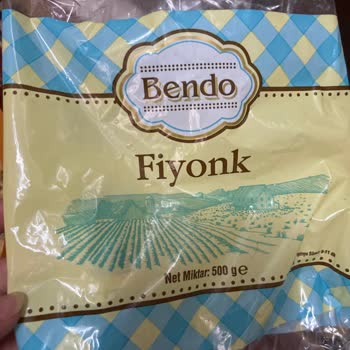 Bendo
Fiyonk
Net Miktar: 500 g e